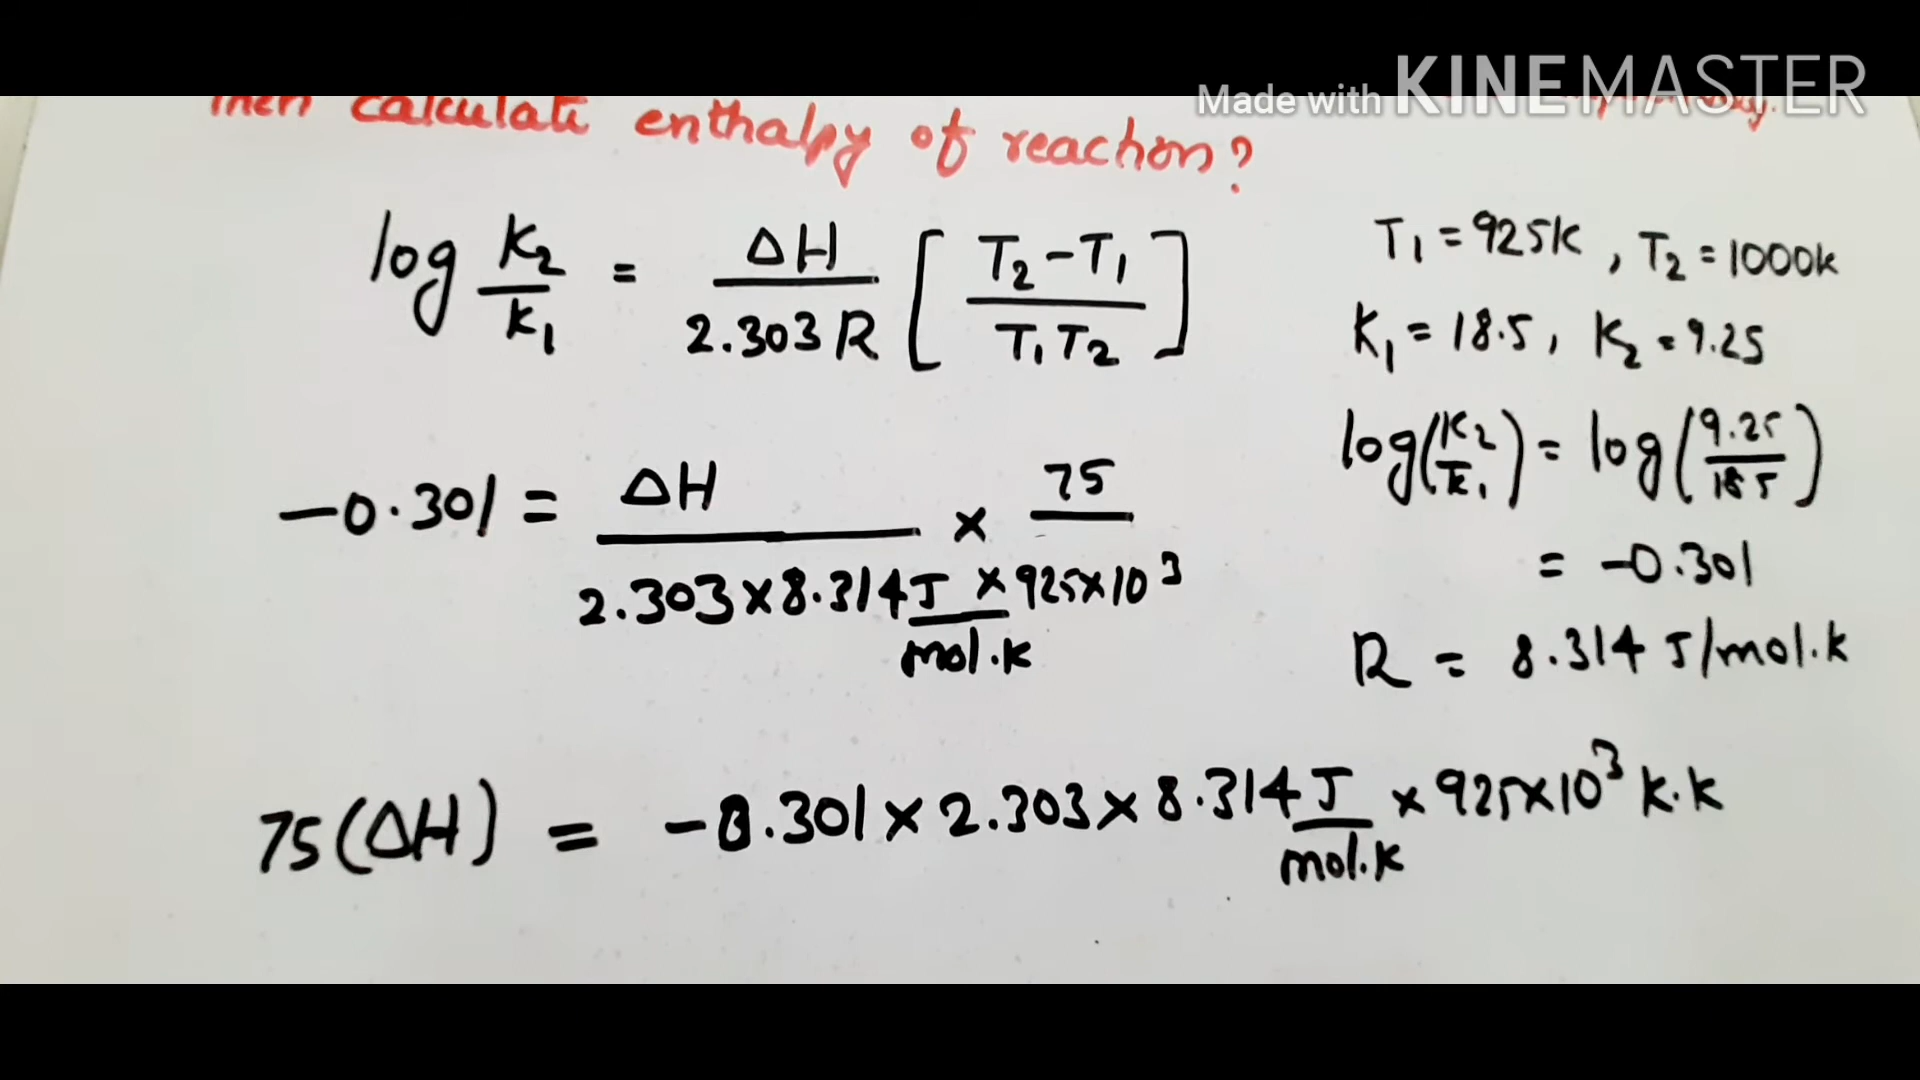 Made with KINEMASTER
Then calculate enthalpy of reaction?
log K2/K1 = ΔH/2.303 R [T2-T1/T1T2]
T1 = 925K, T2 = 1000K
K1 = 18.5, K2 = 9.25
log(K2/K1) = log(9.25/18.5)
= -0.301
R = 8.314 J/mol.K
-0.301 = ΔH/2.303×8.314 J/mol.K × 75/×925×10³
75(ΔH) = -0.301×2.303×8.314 J/mol.K × 925×10³ K.K